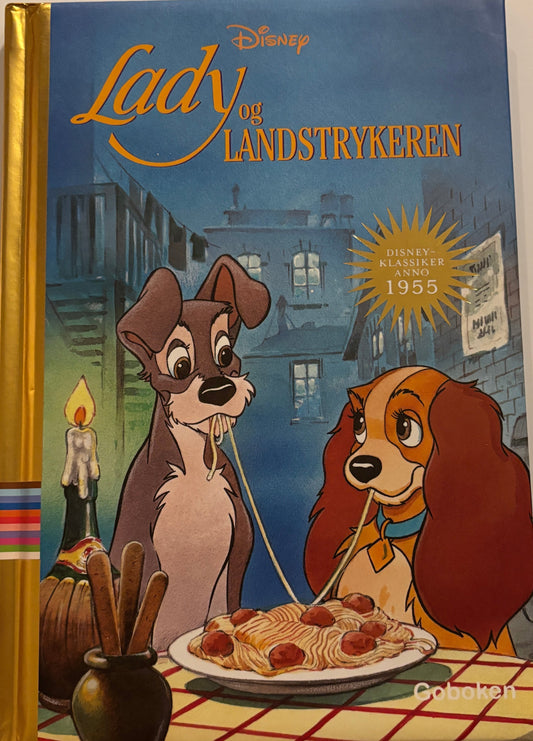 Disney
Lady
og
LANDSTRYKEREN
DISNEY-
KLASSIKER
ANNO
1955
Goboken